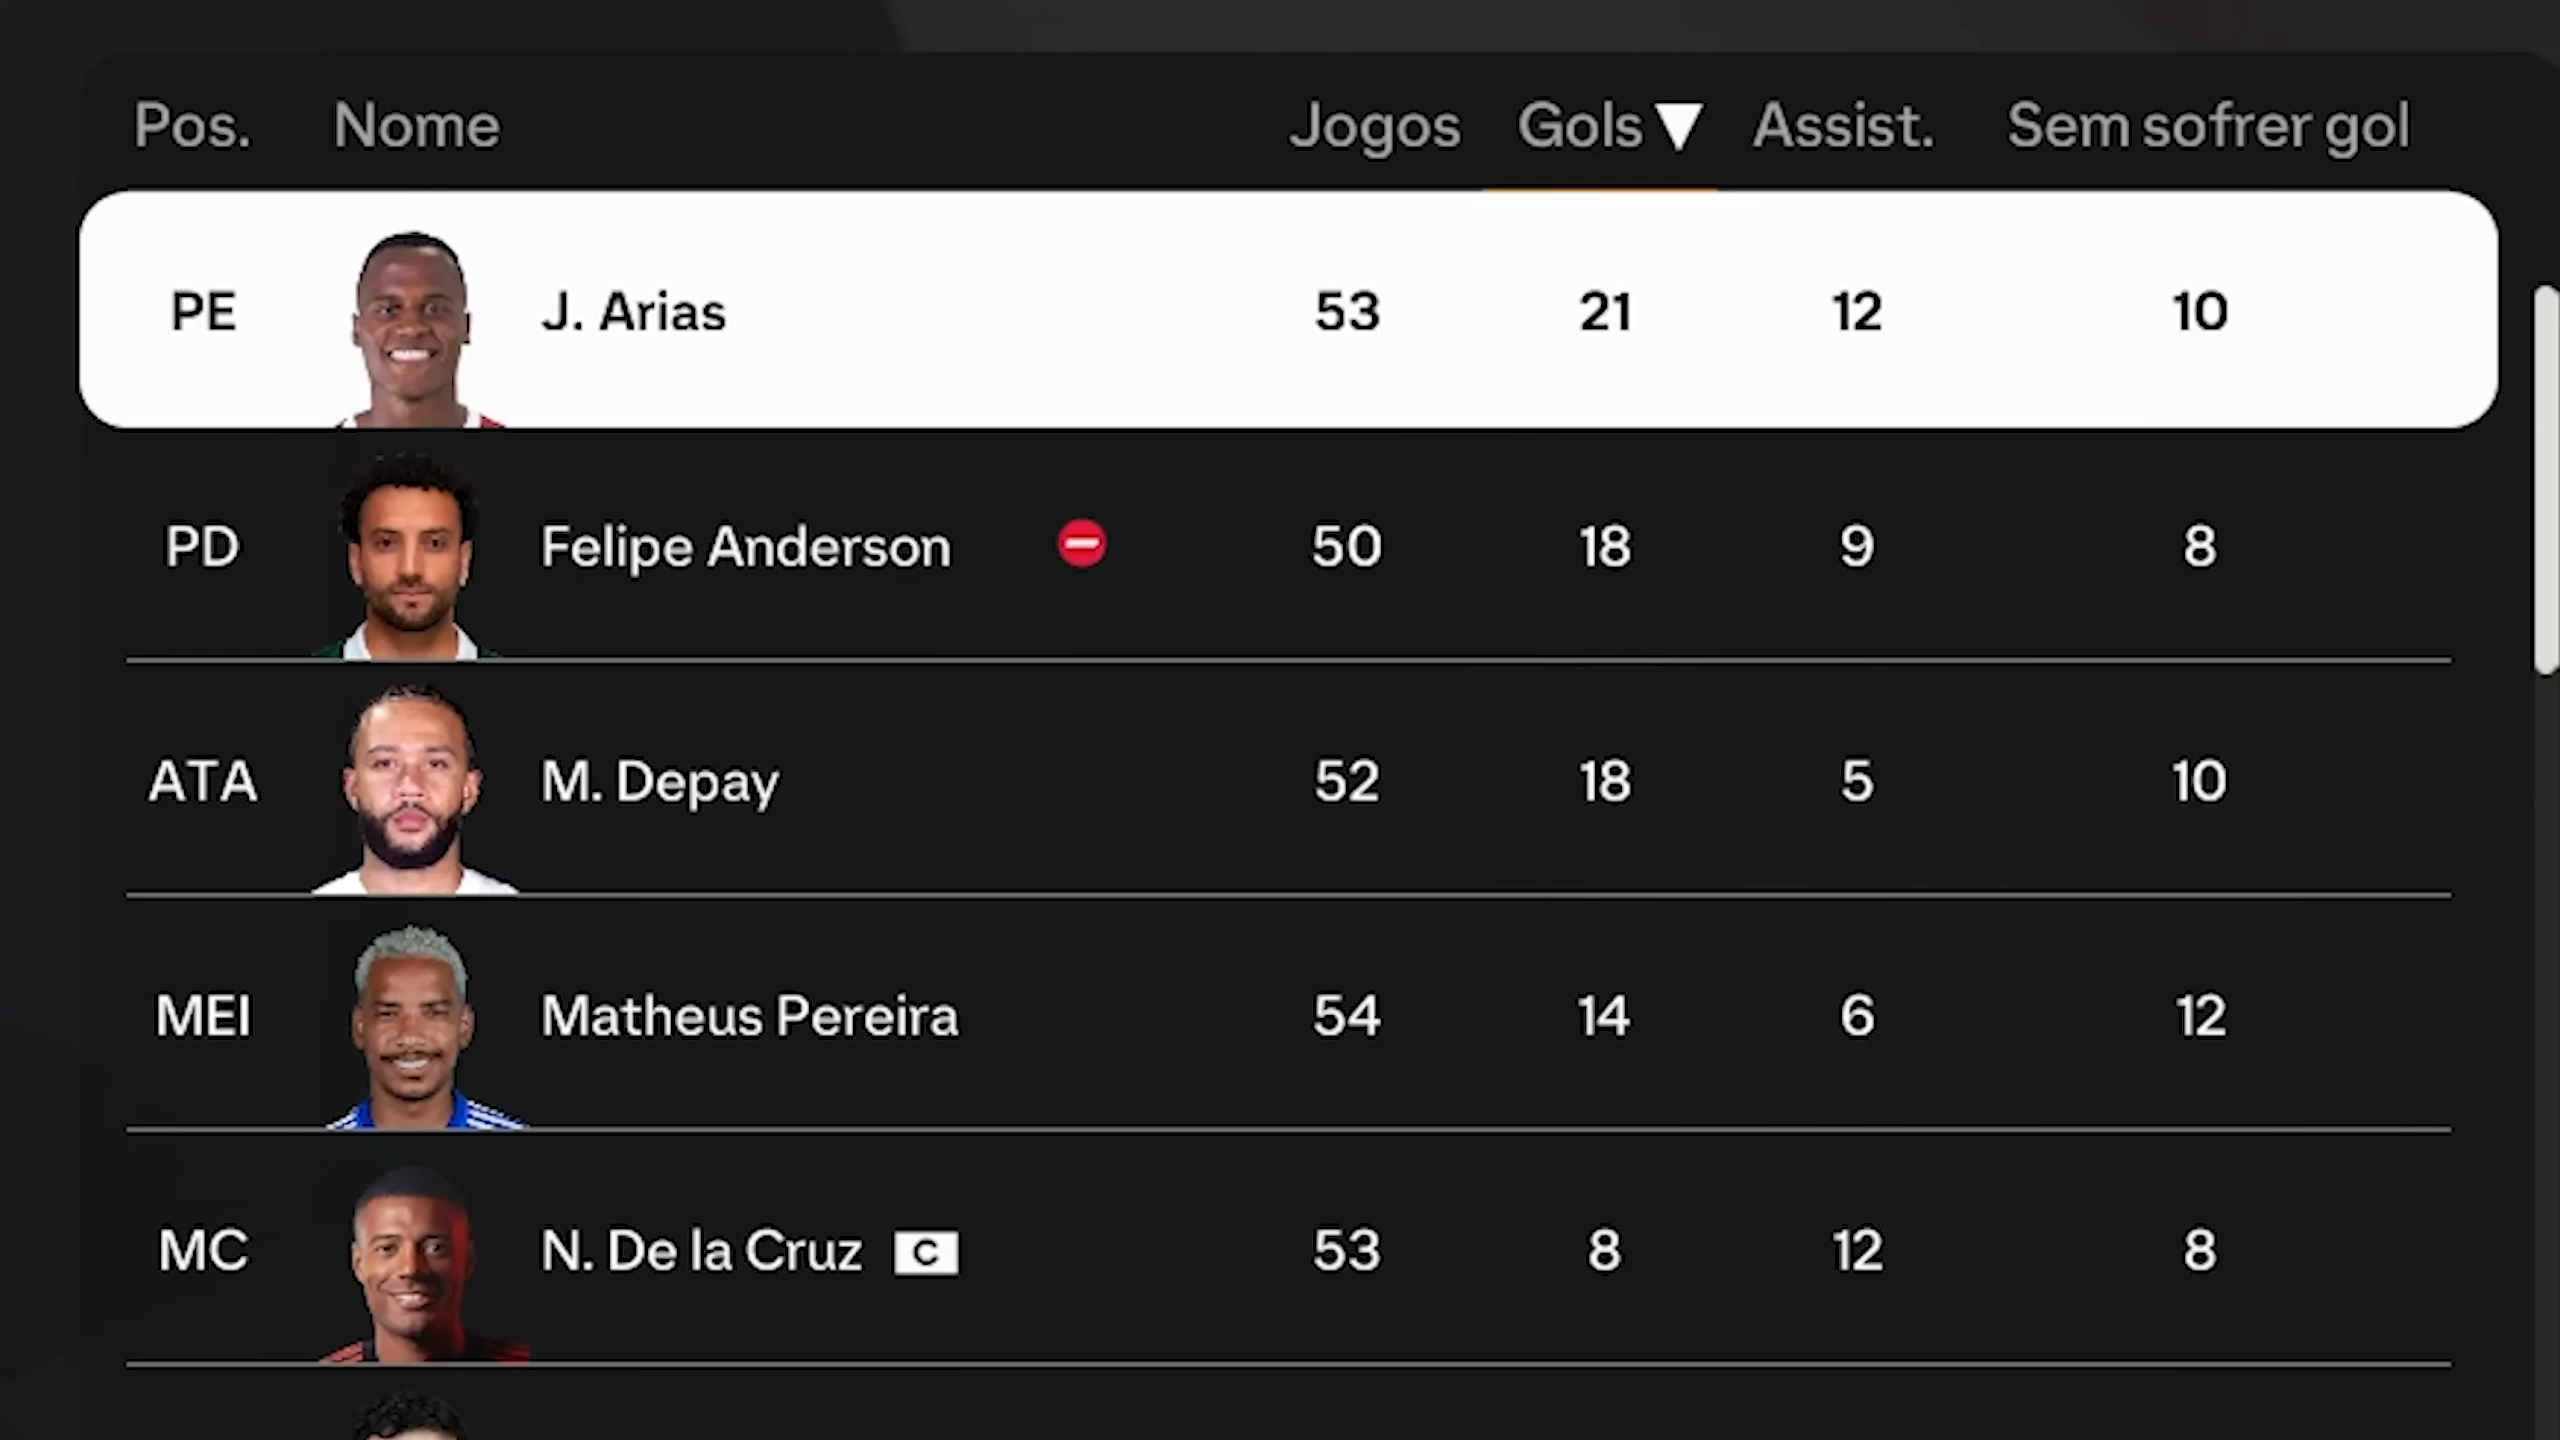 Pos. Nome Jogos Gols ▼ Assist. Sem sofrer gol
PE J. Arias 53 21 12 10
PD Felipe Anderson 50 18 9 8
ATA M. Depay 52 18 5 10
MEI Matheus Pereira 54 14 6 12
MC N. De la Cruz C 53 8 12 8